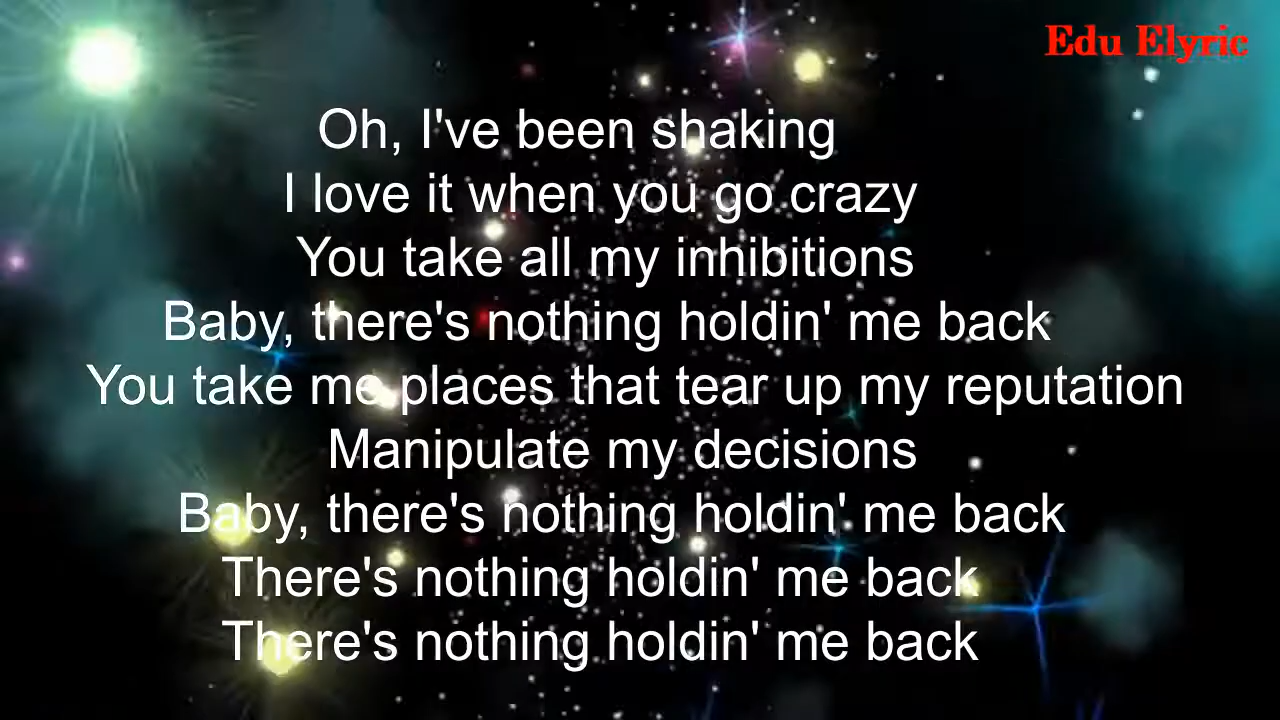 Edu Elyric
Oh, I've been shaking
I love it when you go crazy
You take all my inhibitions
Baby, there's nothing holdin' me back
You take me places that tear up my reputation
Manipulate my decisions
Baby, there's nothing holdin' me back
There's nothing holdin' me back
There's nothing holdin' me back